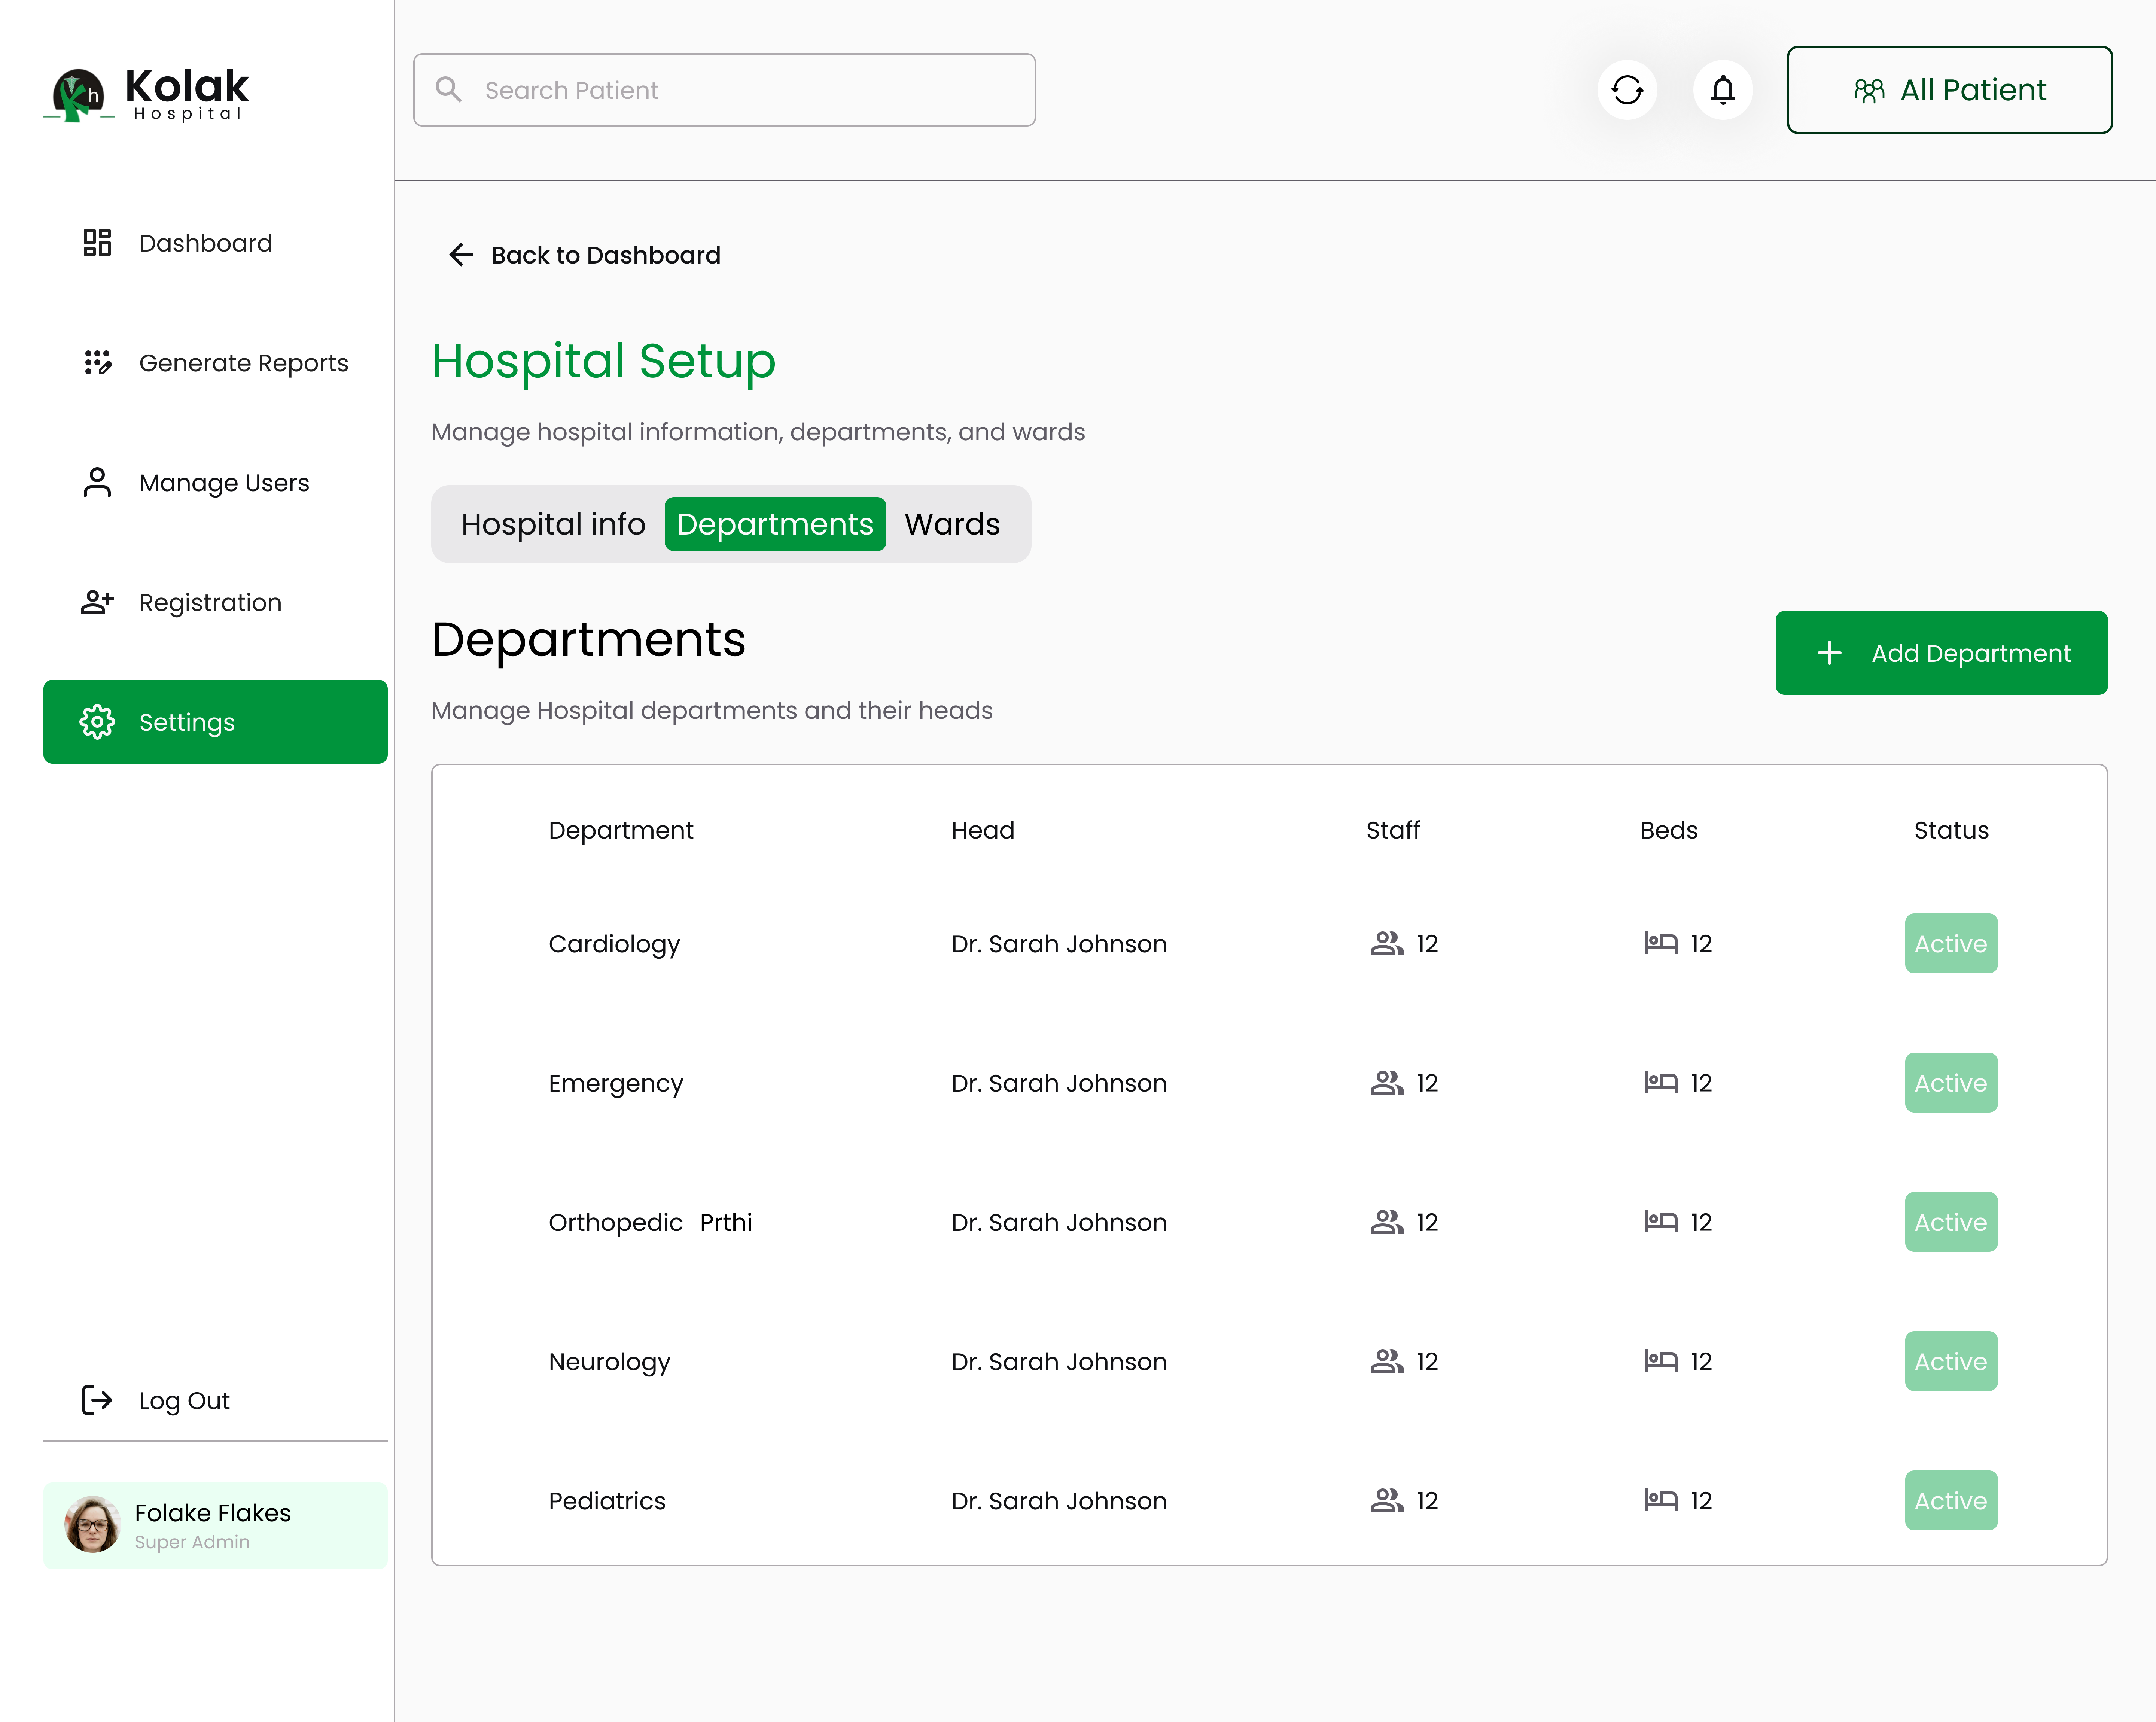 Kolak
Hospital
h
Search Patient
All Patient
Dashboard
Generate Reports
Manage Users
Registration
Settings
Log Out
Folake Flakes
Super Admin
Back to Dashboard
Hospital Setup
Manage hospital information, departments, and wards
Hospital info Departments Wards
Departments
Add Department
Manage Hospital departments and their heads
Department Head Staff Beds Status
Cardiology Dr. Sarah Johnson 12 12 Active
Emergency Dr. Sarah Johnson 12 12 Active
Orthopedic Prthi Dr. Sarah Johnson 12 12 Active
Neurology Dr. Sarah Johnson 12 12 Active
Pediatrics Dr. Sarah Johnson 12 12 Active